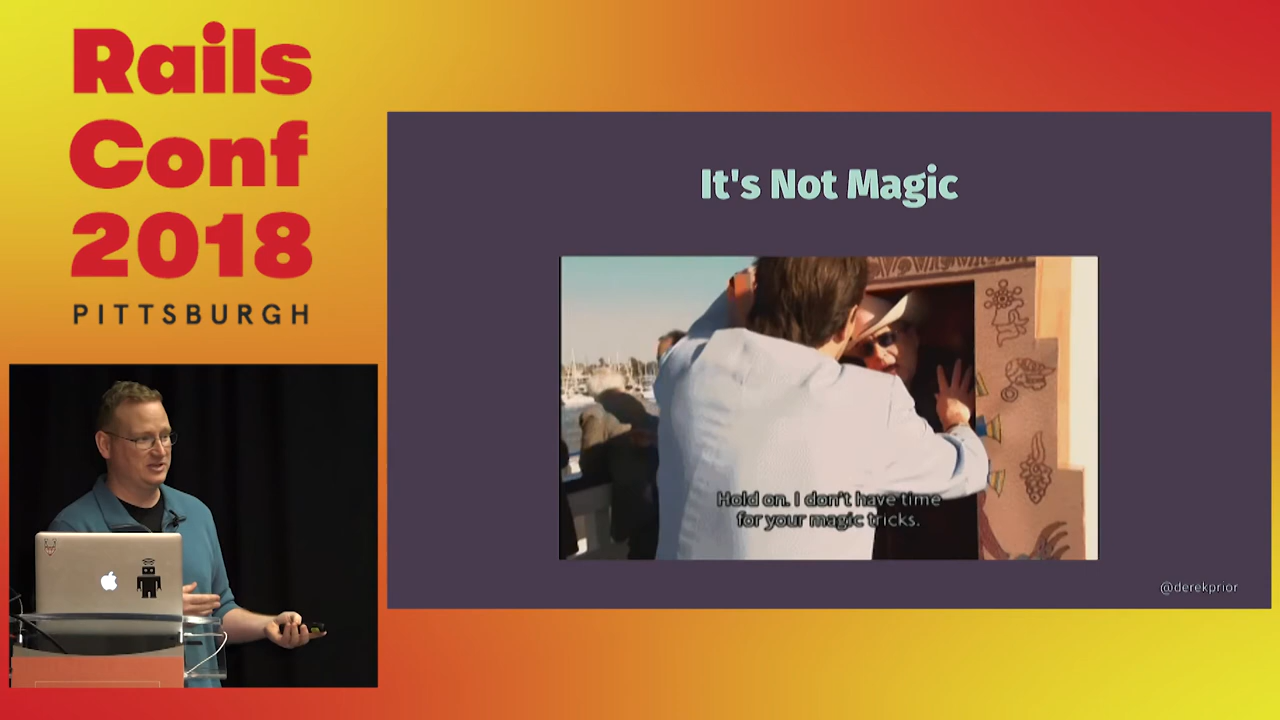 Rails
Conf
2018
PITTSBURGH
It's Not Magic
Hold on. I don't have time
for your magic tricks.
@derekprior